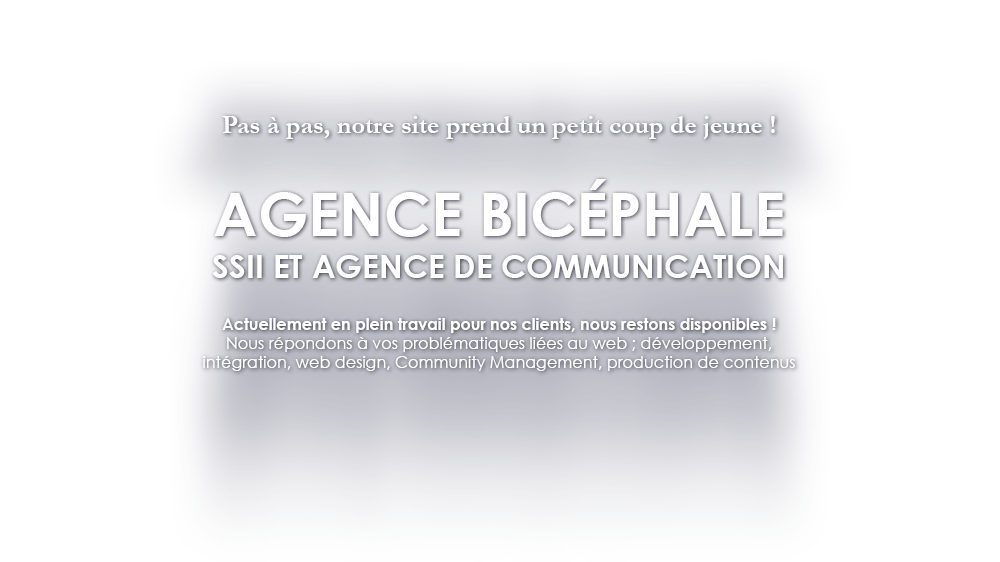 Pas à pas, notre site prend un petit coup de jeune !
AGENCE BICÉPHALE
SSII ET AGENCE DE COMMUNICATION
Actuellement en plein travail pour nos clients, nous restons disponibles !
Nous répondons à vos problématiques liées au web ; développement,
intégration, web design, Community Management, production de contenus